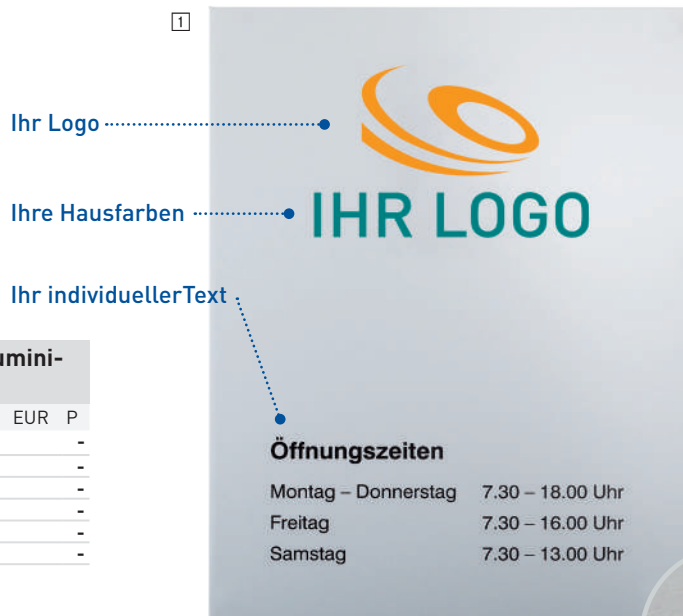 1
Ihr Logo
Ihre Hausfarben
Ihr individuellerText
IHR LOGO
Öffnungszeiten
Montag – Donnerstag 7.30 – 18.00 Uhr
Freitag 7.30 – 16.00 Uhr
Samstag 7.30 – 13.00 Uhr
umini-
EUR P
-
-
-
-
-
-